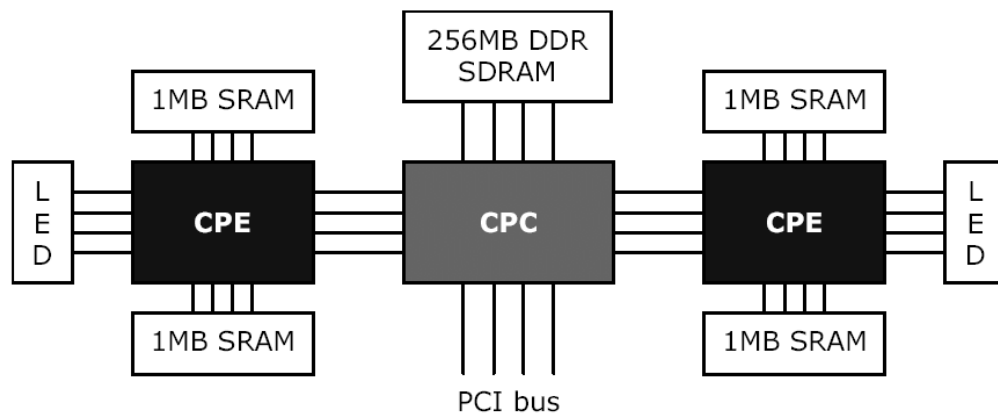 256MB DDR
SDRAM
1MB SRAM
1MB SRAM
L
E
D
CPE
CPC
CPE
L
E
D
1MB SRAM
1MB SRAM
PCI bus